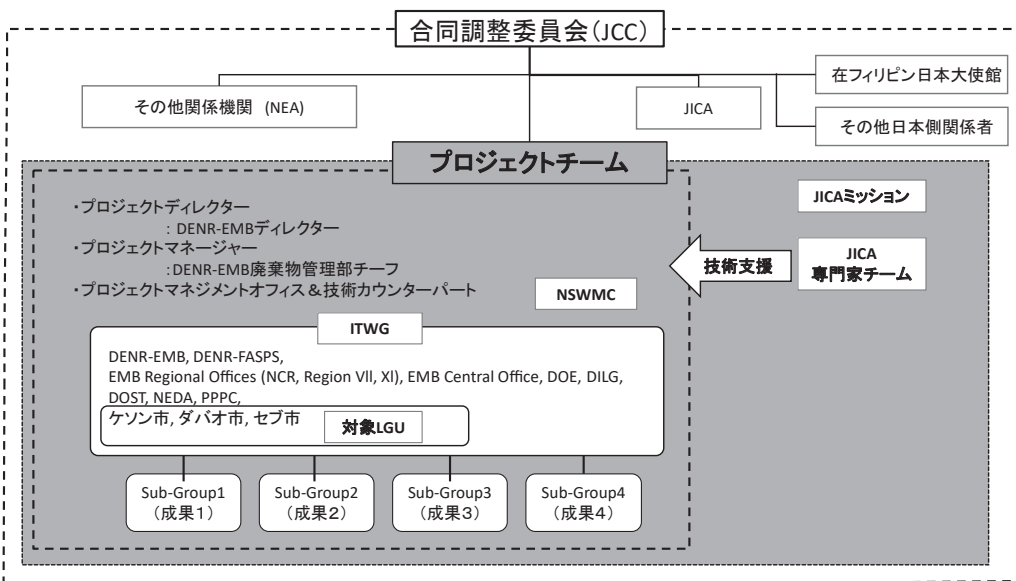 合同調整委員会(JCC)
在フィリピン日本大使館
その他関係機関 (NEA)
JICA
その他日本側関係者
プロジェクトチーム
・プロジェクトディレクター
: DENR-EMBディレクター
・プロジェクトマネージャー
:DENR-EMB廃棄物管理部チーフ
・プロジェクトマネジメントオフィス&技術カウンターパート
JICAミッション
技術支援
JICA
専門家チーム
NSWMC
ITWG
DENR-EMB, DENR-FASPS,
EMB Regional Offices (NCR, Region Vll, Xl), EMB Central Office, DOE, DILG,
DOST, NEDA, PPPC,
ケソン市, ダバオ市, セブ市
対象LGU
Sub-Group1
(成果1)
Sub-Group2
(成果2)
Sub-Group3
(成果3)
Sub-Group4
(成果4)